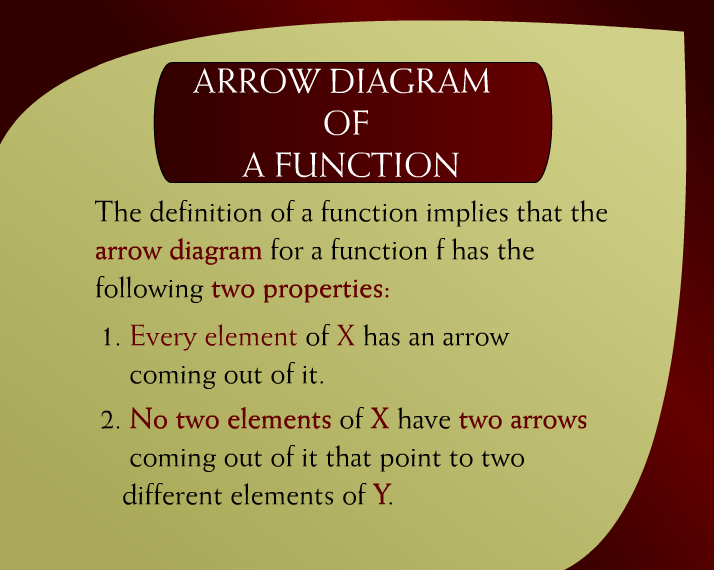 ARROW DIAGRAM
OF
A FUNCTION
The definition of a function implies that the
arrow diagram for a function f has the
following two properties:
1. Every element of X has an arrow
coming out of it.
2. No two elements of X have two arrows
coming out of it that point to two
different elements of Y.